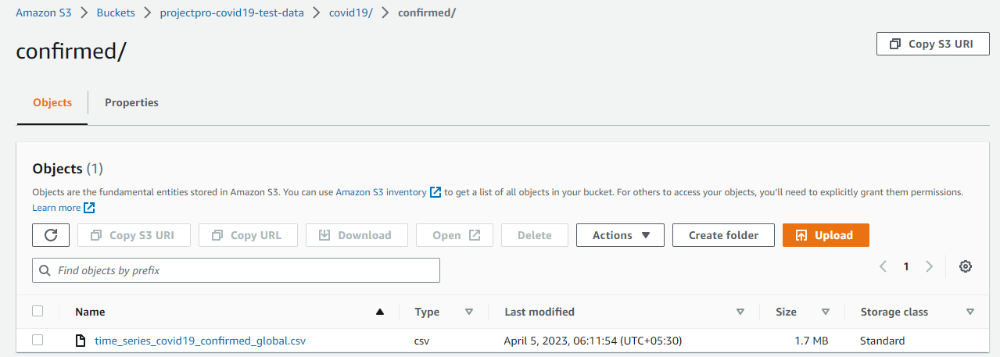 Amazon S3 > Buckets > projectpro-covid19-test-data > covid19/ > confirmed/
confirmed/
Copy S3 URI
Objects Properties
Objects (1)
Objects are the fundamental entities stored in Amazon S3. You can use Amazon S3 inventory to get a list of all objects in your bucket. For others to access your objects, you'll need to explicitly grant them permissions.
Learn more
Copy S3 URI Copy URL Download Open Delete Actions Create folder Upload
Find objects by prefix
1
Name Type Last modified Size Storage class
time_series_covid19_confirmed_global.csv csv April 5, 2023, 06:11:54 (UTC+05:30) 1.7 MB Standard